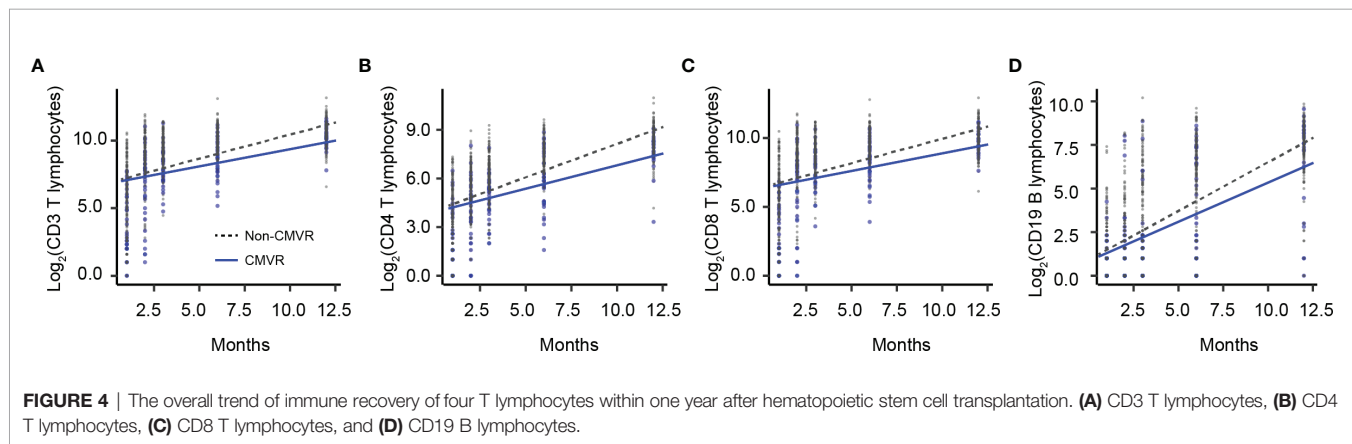 A
B
C
D
Log2(CD3 T lymphocytes)
10.0
5.0
0.0
Non-CMVR
CMVR
2.5 5.0 7.5 10.0 12.5
Months
Log2(CD4 T lymphocytes)
9.0
6.0
3.0
0.0
2.5 5.0 7.5 10.0 12.5
Months
Log2(CD8 T lymphocytes)
10.0
5.0
0.0
2.5 5.0 7.5 10.0 12.5
Months
Log2(CD19 B lymphocytes)
10.0
7.5
5.0
2.5
0.0
2.5 5.0 7.5 10.0 12.5
Months
FIGURE 4 | The overall trend of immune recovery of four T lymphocytes within one year after hematopoietic stem cell transplantation. (A) CD3 T lymphocytes, (B) CD4
T lymphocytes, (C) CD8 T lymphocytes, and (D) CD19 B lymphocytes.